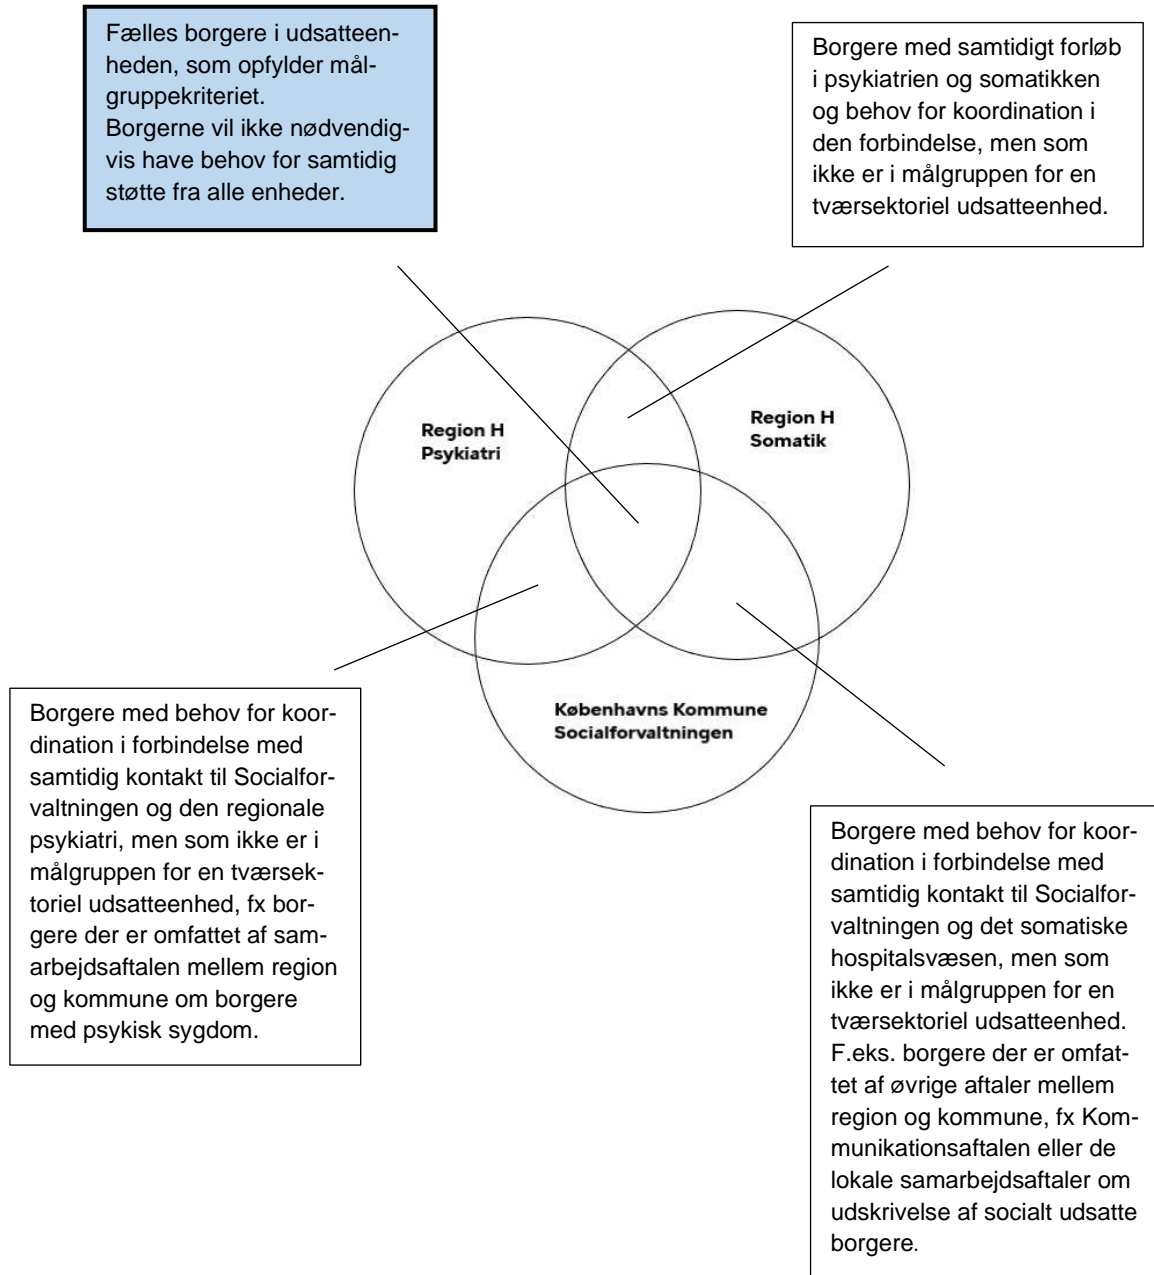 Fælles borgere i udsatteen-
heden, som opfylder mål-
gruppekriteriet.
Borgerne vil ikke nødvendig-
vis have behov for samtidig
støtte fra alle enheder.
Borgere med samtidigt forløb
i psykiatrien og somatikken
og behov for koordination i
den forbindelse, men som
ikke er i målgruppen for en
tværsektoriel udsatteenhed.
Region H
Psykiatri
Region H
Somatik
Københavns Kommune
Socialforvaltningen
Borgere med behov for koor-
dination i forbindelse med
samtidig kontakt til Socialfor-
valtningen og den regionale
psykiatri, men som ikke er i
målgruppen for en tværsek-
toriel udsatteenhed, fx bor-
gere der er omfattet af sam-
arbejdsaftalen mellem region
og kommune om borgere
med psykisk sygdom.
Borgere med behov for koor-
dination i forbindelse med
samtidig kontakt til Socialfor-
valtningen og det somatiske
hospitalsvæsen, men som
ikke er i målgruppen for en
tværsektoriel udsatteenhed.
F.eks. borgere der er omfat-
tet af øvrige aftaler mellem
region og kommune, fx Kom-
munikationsaftalen eller de
lokale samarbejdsaftaler om
udskrivelse af socialt udsatte
borgere.